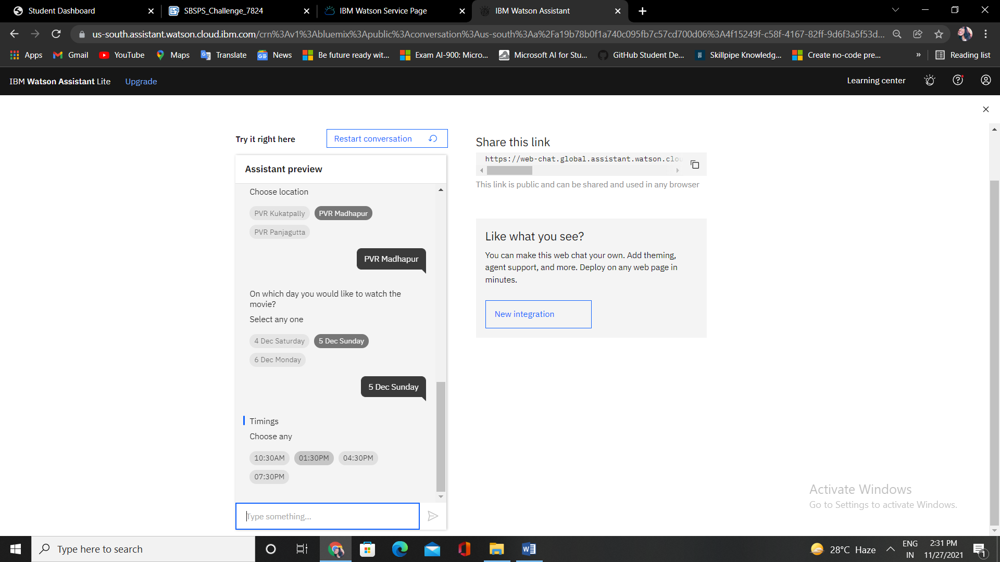 Student Dashboard
SBSPS_Challenge_7824
IBM Watson Service Page
IBM Watson Assistant
us-south.assistant.watson.cloud.ibm.com/crn%3Av1%3Abluemix%3Apublic%3Aconversation%3Aus-south%3Aa%2Fa19b78b0f1a740c095fb7c57cd700d06%3A4f15249f-c58f-4167-82ff-9d6f3a5f53d...
Apps
Gmail
YouTube
Maps
Translate
News
Be future ready wit...
Exam AI-900: Micro...
Microsoft AI for Stu...
GitHub Student De...
Skillpipe Knowledg...
Create no-code pre...
»
Reading list
IBM Watson Assistant Lite
Upgrade
Learning center
Try it right here
Restart conversation
Assistant preview
Choose location
PVR Kukatpally
PVR Madhapur
PVR Panjagutta
PVR Madhapur
On which day you would like to watch the
movie?
Select any one
4 Dec Saturday
5 Dec Sunday
6 Dec Monday
5 Dec Sunday
Timings
Choose any
10:30AM
01:30PM
04:30PM
07:30PM
Type something...
Share this link
https://web-chat.global.assistant.watson.clou
This link is public and can be shared and used in any browser
Like what you see?
You can make this web chat your own. Add theming,
agent support, and more. Deploy on any web page in
minutes.
New integration
Activate Windows
Go to Settings to activate Windows.
Type here to search
28°C Haze
ENG
IN
2:31 PM
11/27/2021
1